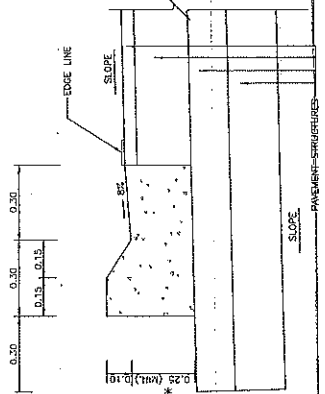 EDGE LINE
SLOPE
0.30
0.30
0.30
0.15
0.15
8%
0.10
0.25 (MIN.)
*
SLOPE
PAVEMENT STRUCTURES